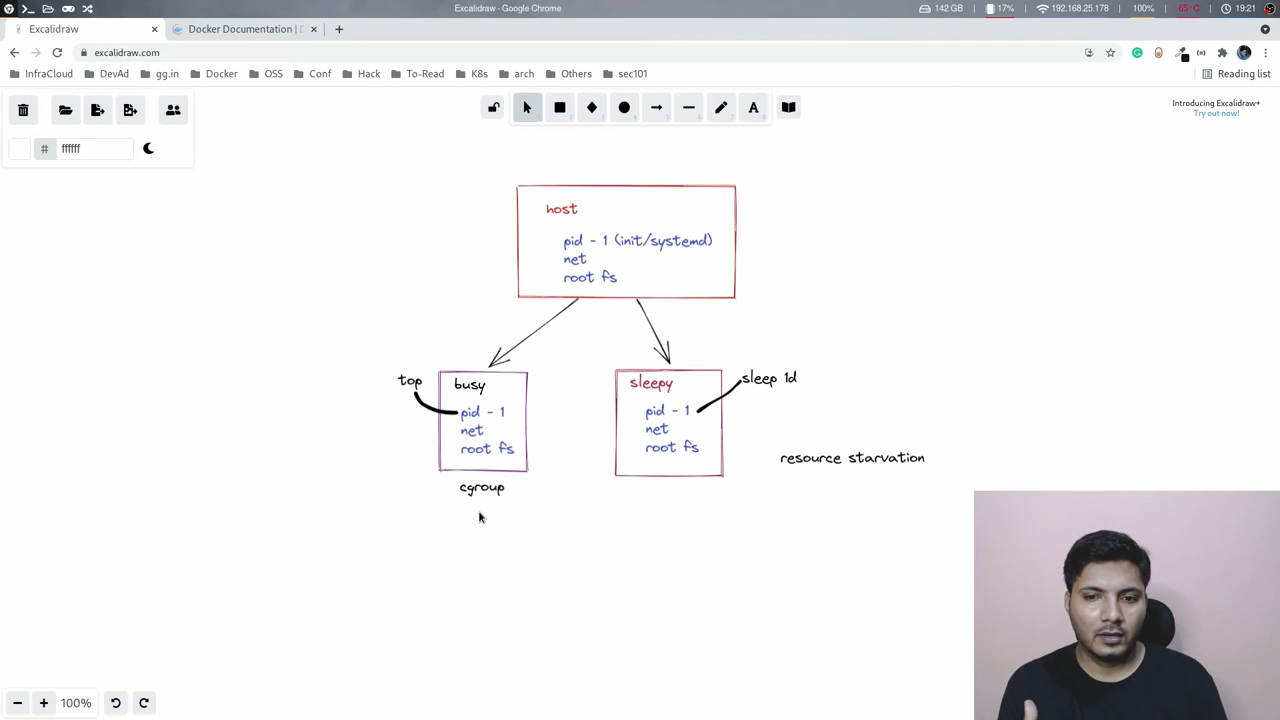 Excalidraw - Google Chrome
142 GB
17%
192.168.25.178
100%
65°C
19:21
Excalidraw
Docker Documentation |
excalidraw.com
InfraCloud
DevAd
gg.in
Docker
OSS
Conf
Hack
To-Read
K8s
arch
Others
sec101
Reading list
A
Introducing Excalidraw+
Try out now!
# ffffff
host
pid - 1 (init/systemd)
net
root fs
top
busy
pid - 1
net
root fs
cgroup
sleepy
sleep 1d
pid - 1
net
root fs
resource starvation
100%